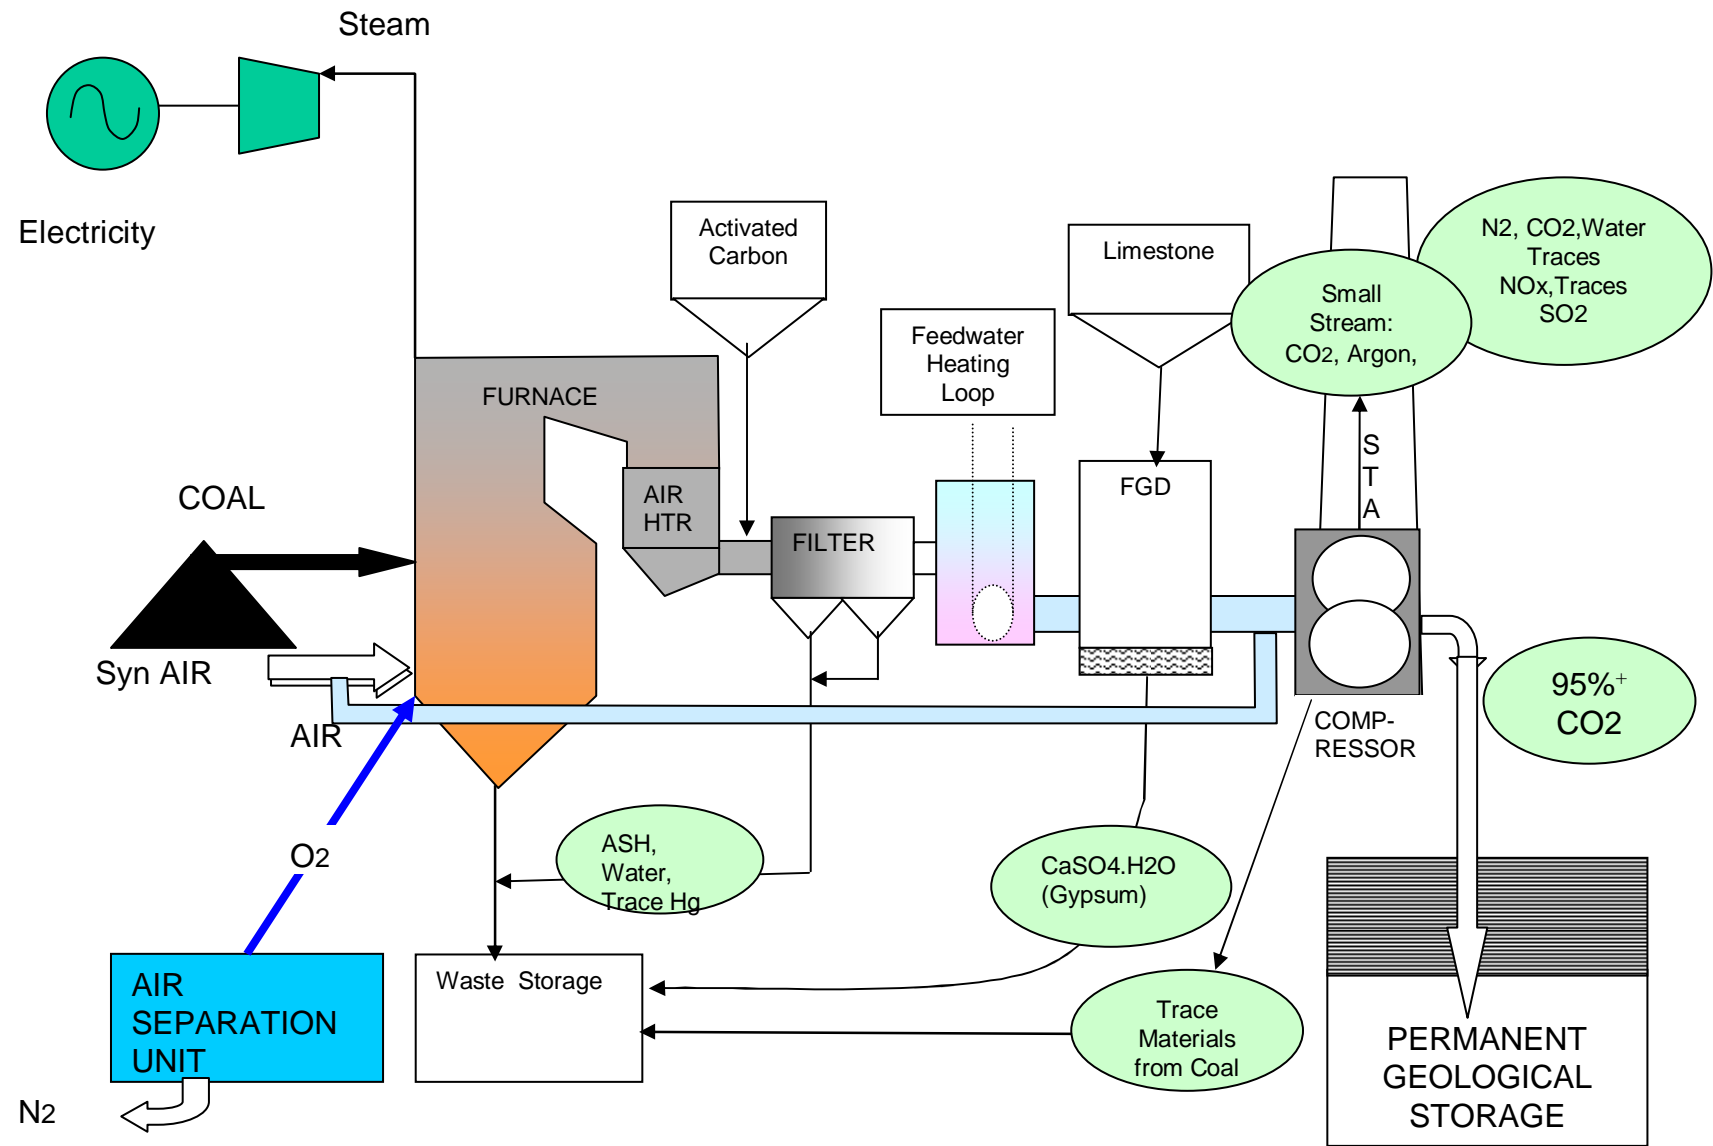 Steam
Electricity
Activated
Carbon
Limestone
N2, CO2,Water
Traces
NOx,Traces
SO2
Small
Stream:
CO2, Argon,
Feedwater
Heating
Loop
FURNACE
S
T
A
COAL
AIR
HTR
FGD
FILTER
Syn AIR
AIR
95%+
CO2
COMP-
RESSOR
O2
ASH,
Water,
Trace Hg
CaSO4.H2O
(Gypsum)
AIR
SEPARATION
UNIT
Waste Storage
Trace
Materials
from Coal
PERMANENT
GEOLOGICAL
STORAGE
N2